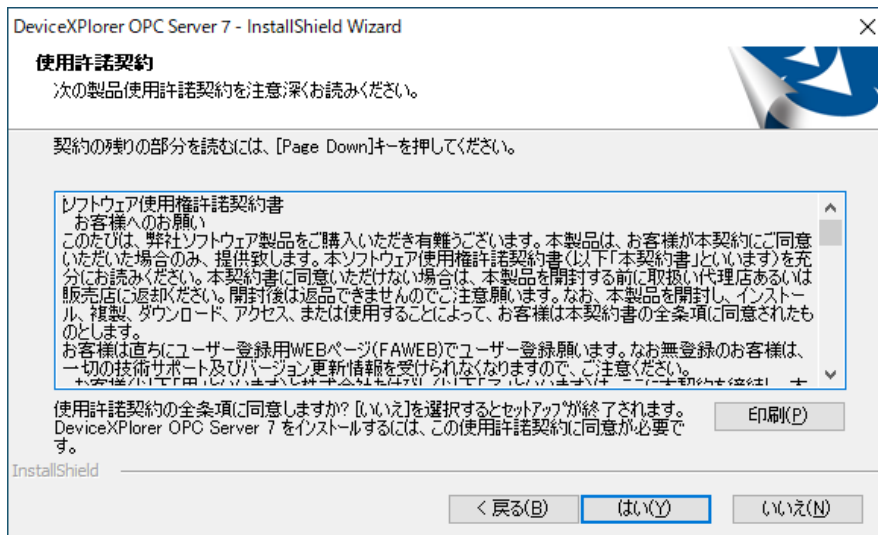 DeviceXPlorer OPC Server 7 - InstallShield Wizard
使用許諾契約
次の製品使用許諾契約を注意深くお読みください。
契約の残りの部分を読むには、[Page Down]キーを押してください。
ソフトウェア使用権許諾契約書
お客様へのお願い
このたびは、弊社ソフトウェア製品をご購入いただき有難うございます。本製品は、お客様が本契約にご同意
いただいた場合のみ、提供致します。本ソフトウェア使用権許諾契約書(以下「本契約書」といいます)を充
分にお読みください。本契約書に同意いただけない場合は、本製品を開封する前に取扱い代理店あるいは
販売店に返却ください。開封後は返品できませんのでご注意願います。なお、本製品を開封し、インストー
ル、複製、ダウンロード、アクセス、または使用することによって、お客様は本契約書の全条項に同意されたも
のとします。
お客様は直ちにユーザー登録用WEBページ(FAWEB)でユーザー登録願います。なお無登録のお客様は、
一切の技術サポート及びバージョン更新情報を受けられなくなりますので、ご注意ください。
使用許諾契約の全条項に同意しますか? [いいえ]を選択するとセットアップが終了されます。
DeviceXPlorer OPC Server 7 をインストールするには、この使用許諾契約に同意が必要で
す。
印刷(P)
InstallShield
< 戻る(B)
はい(Y)
いいえ(N)